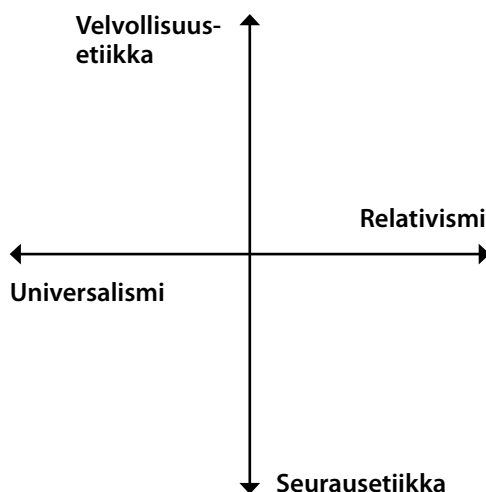 Velvollisuus-
etiikka
Relativismi
Universalismi
Seurausetiikka